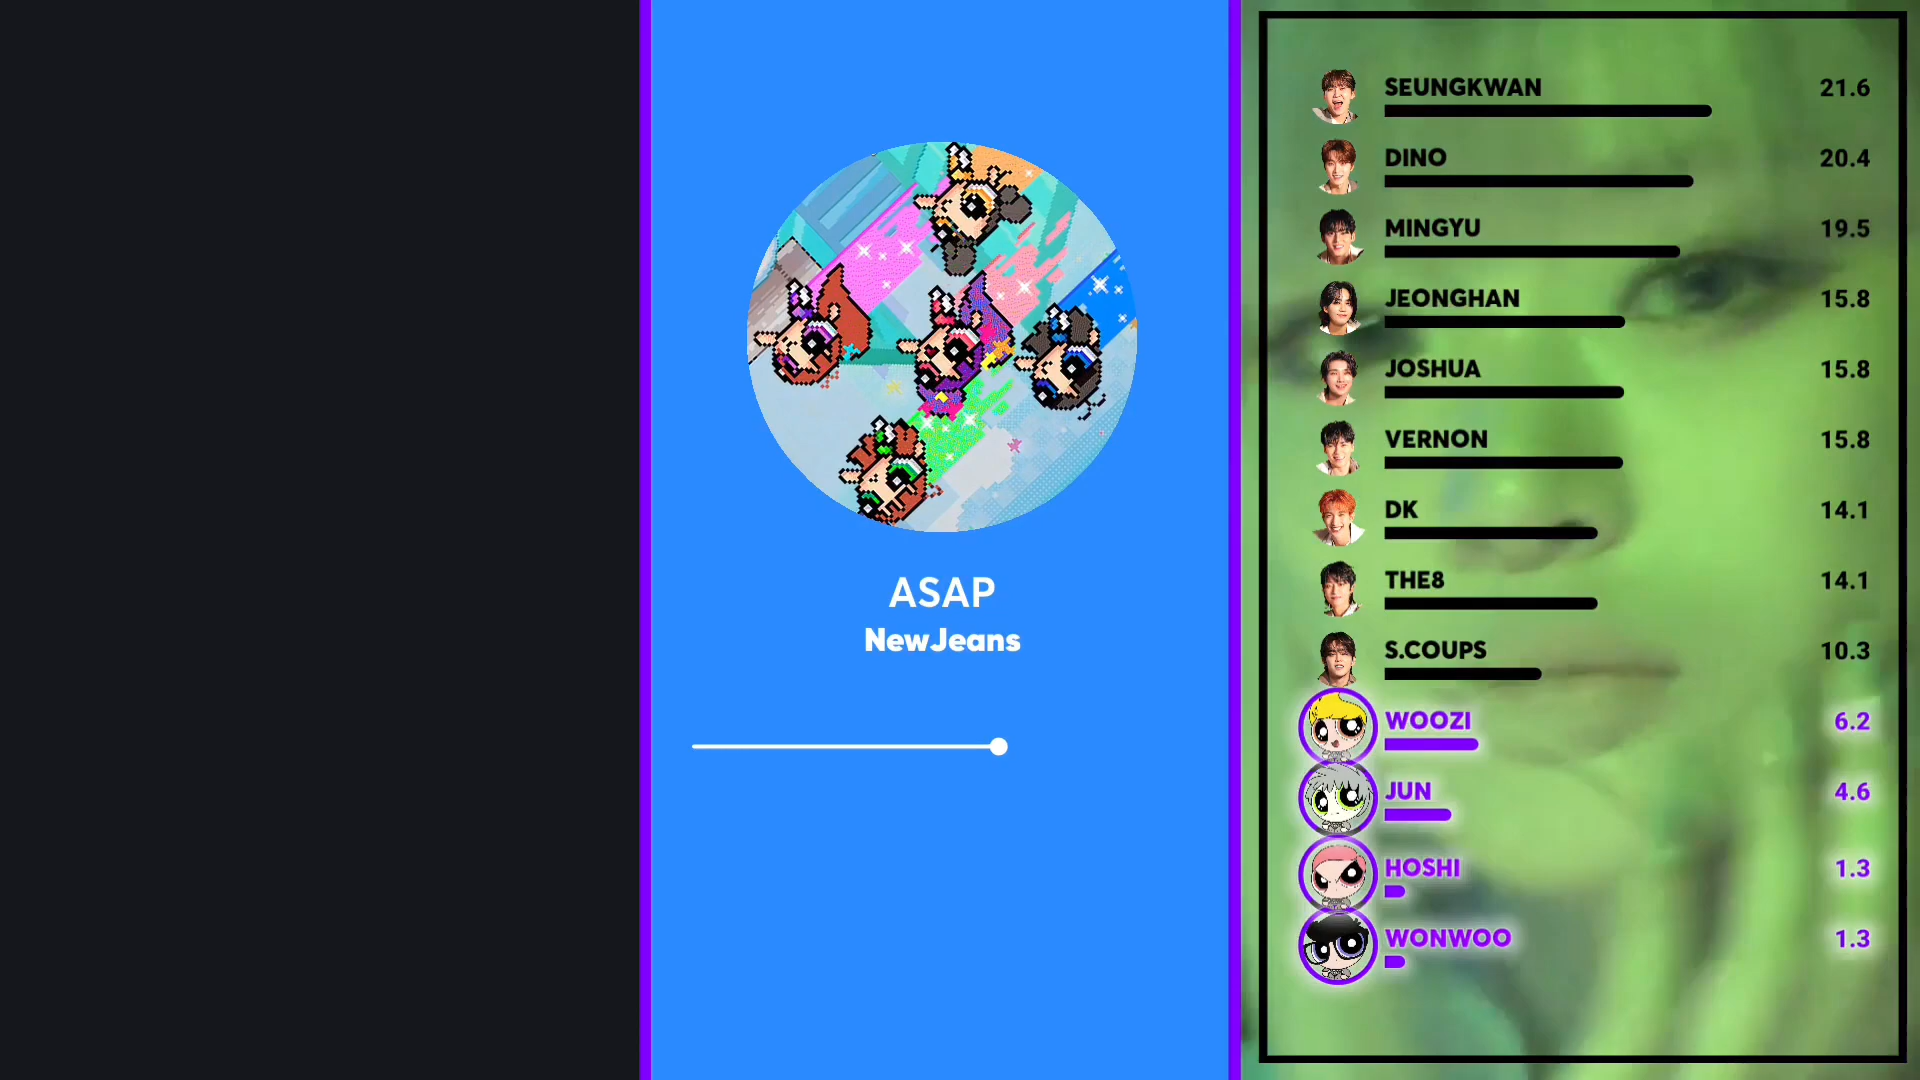 ASAP
NewJeans
SEUNGKWAN 21.6
DINO 20.4
MINGYU 19.5
JEONGHAN 15.8
JOSHUA 15.8
VERNON 15.8
DK 14.1
THE8 14.1
S.COUPS 10.3
WOOZI 6.2
JUN 4.6
HOSHI 1.3
WONWOO 1.3